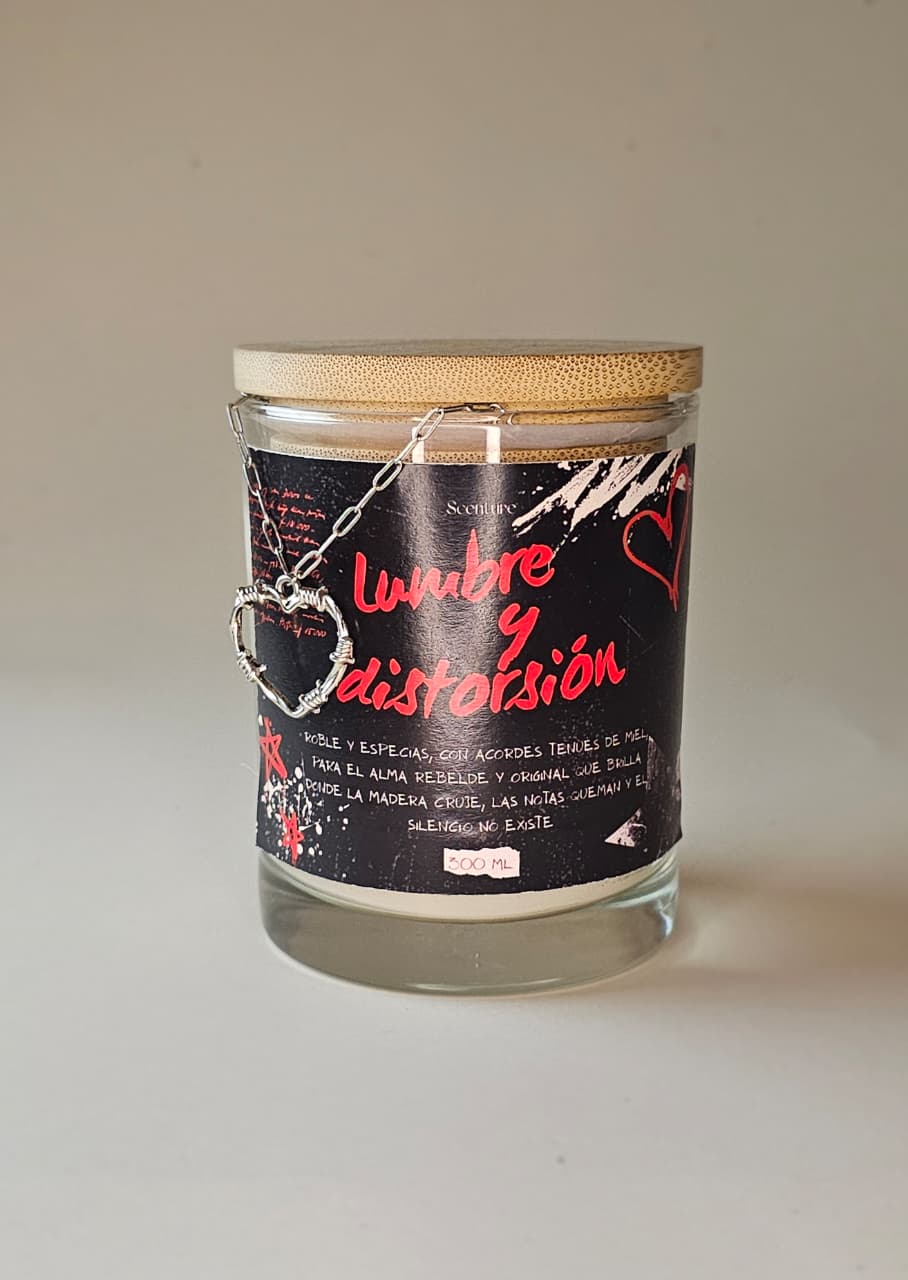 Scenture
Lumbre
y
distorsión
ROBLE Y ESPECIAS, CON ACORDES TENUES DE MIEL,
PARA EL ALMA REBELDE Y ORIGINAL QUE BRILLA
DONDE LA MADERA CRUJE, LAS NOTAS QUEMAN Y EL
SILENCIO NO EXISTE
300 ML